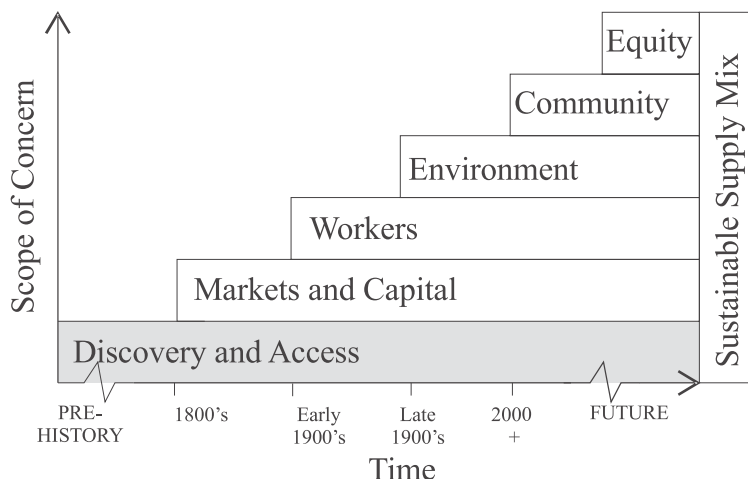 Equity
Community
Environment
Workers
Markets and Capital
Discovery and Access
Scope of Concern
Sustainable Supply Mix
PRE-
HISTORY
1800’s
Early
1900’s
Late
1900’s
2000
+
FUTURE
Time